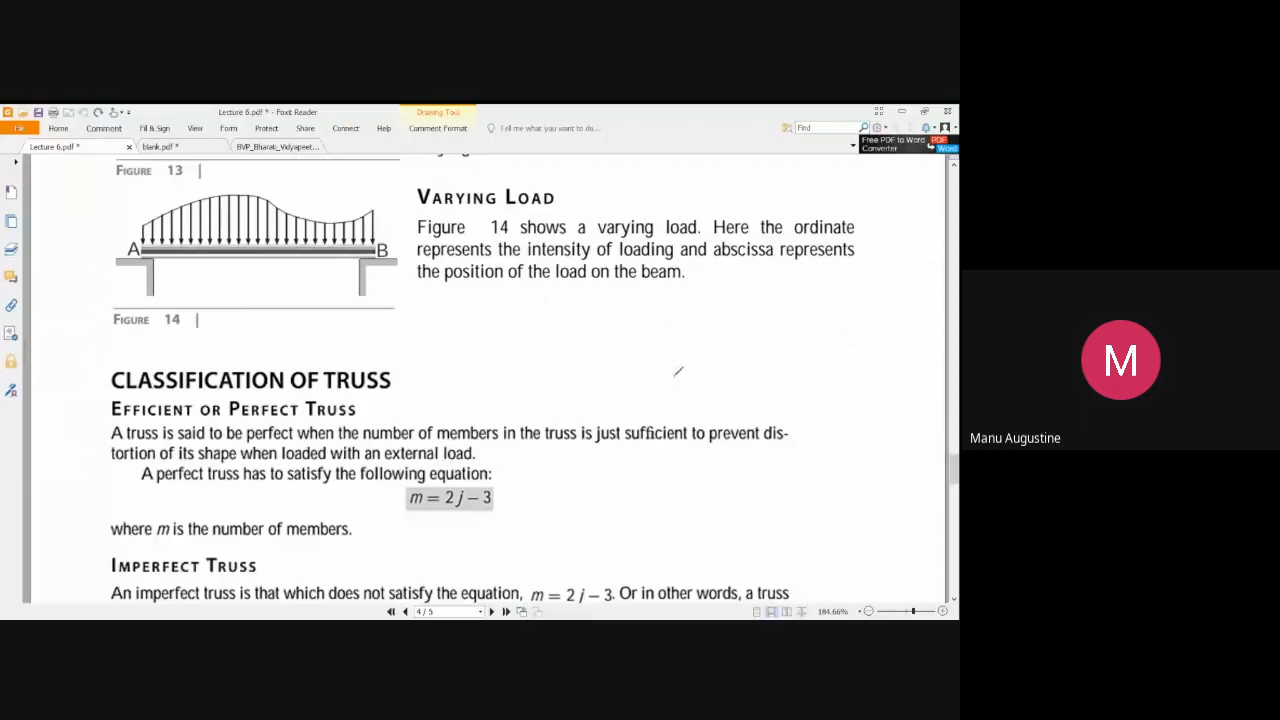 Lecture 6.pdf * - Foxit Reader
Drawing Tool
File Home Comment Fill & Sign View Form Protect Share Connect Help Comment Format Tell me what you want to do... Find
Lecture 6.pdf * blank.pdf * BVP_Bharati_Vidyapeet... Free PDF to Word Converter PDF Word
FIGURE 13
VARYING LOAD
Figure 14 shows a varying load. Here the ordinate
represents the intensity of loading and abscissa represents
the position of the load on the beam.
A B
FIGURE 14
CLASSIFICATION OF TRUSS
EFFICIENT OR PERFECT TRUSS
A truss is said to be perfect when the number of members in the truss is just sufficient to prevent dis-
tortion of its shape when loaded with an external load.
A perfect truss has to satisfy the following equation:
m = 2 j – 3
where m is the number of members.
IMPERFECT TRUSS
An imperfect truss is that which does not satisfy the equation, m = 2 j – 3. Or in other words, a truss
4 / 5 184.66%
M
Manu Augustine